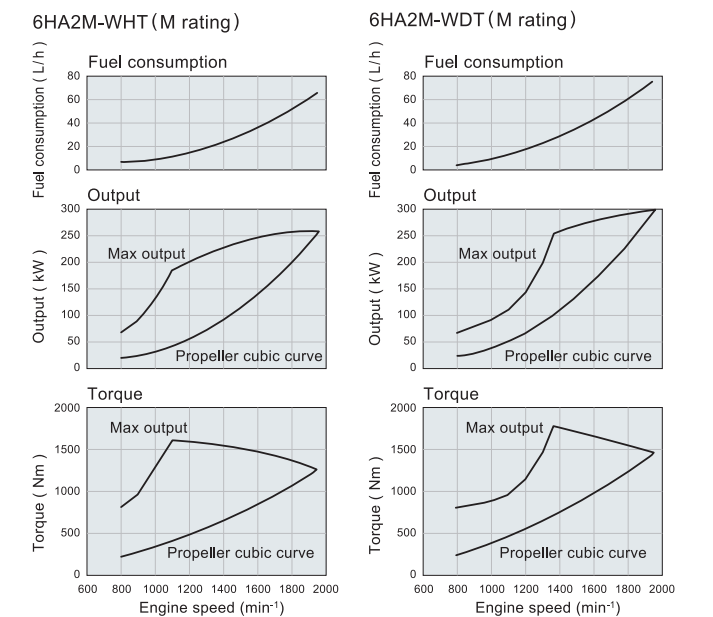 6HA2M-WHT (M rating)
Fuel consumption
Fuel consumption ( L/h )
80
60
40
20
0
Output
Output ( kW )
300
250
200
150
100
50
0
Max output
Propeller cubic curve
Torque
Torque ( Nm )
2000
1500
1000
500
0
Max output
Propeller cubic curve
600 800 1000 1200 1400 1600 1800 2000
Engine speed (min-1)
6HA2M-WDT (M rating)
Fuel consumption
Fuel consumption ( L/h )
80
60
40
20
0
Output
Output ( kW )
300
250
200
150
100
50
0
Max output
Propeller cubic curve
Torque
Torque ( Nm )
2000
1500
1000
500
0
Max output
Propeller cubic curve
600 800 1000 1200 1400 1600 1800 2000
Engine speed (min-1)